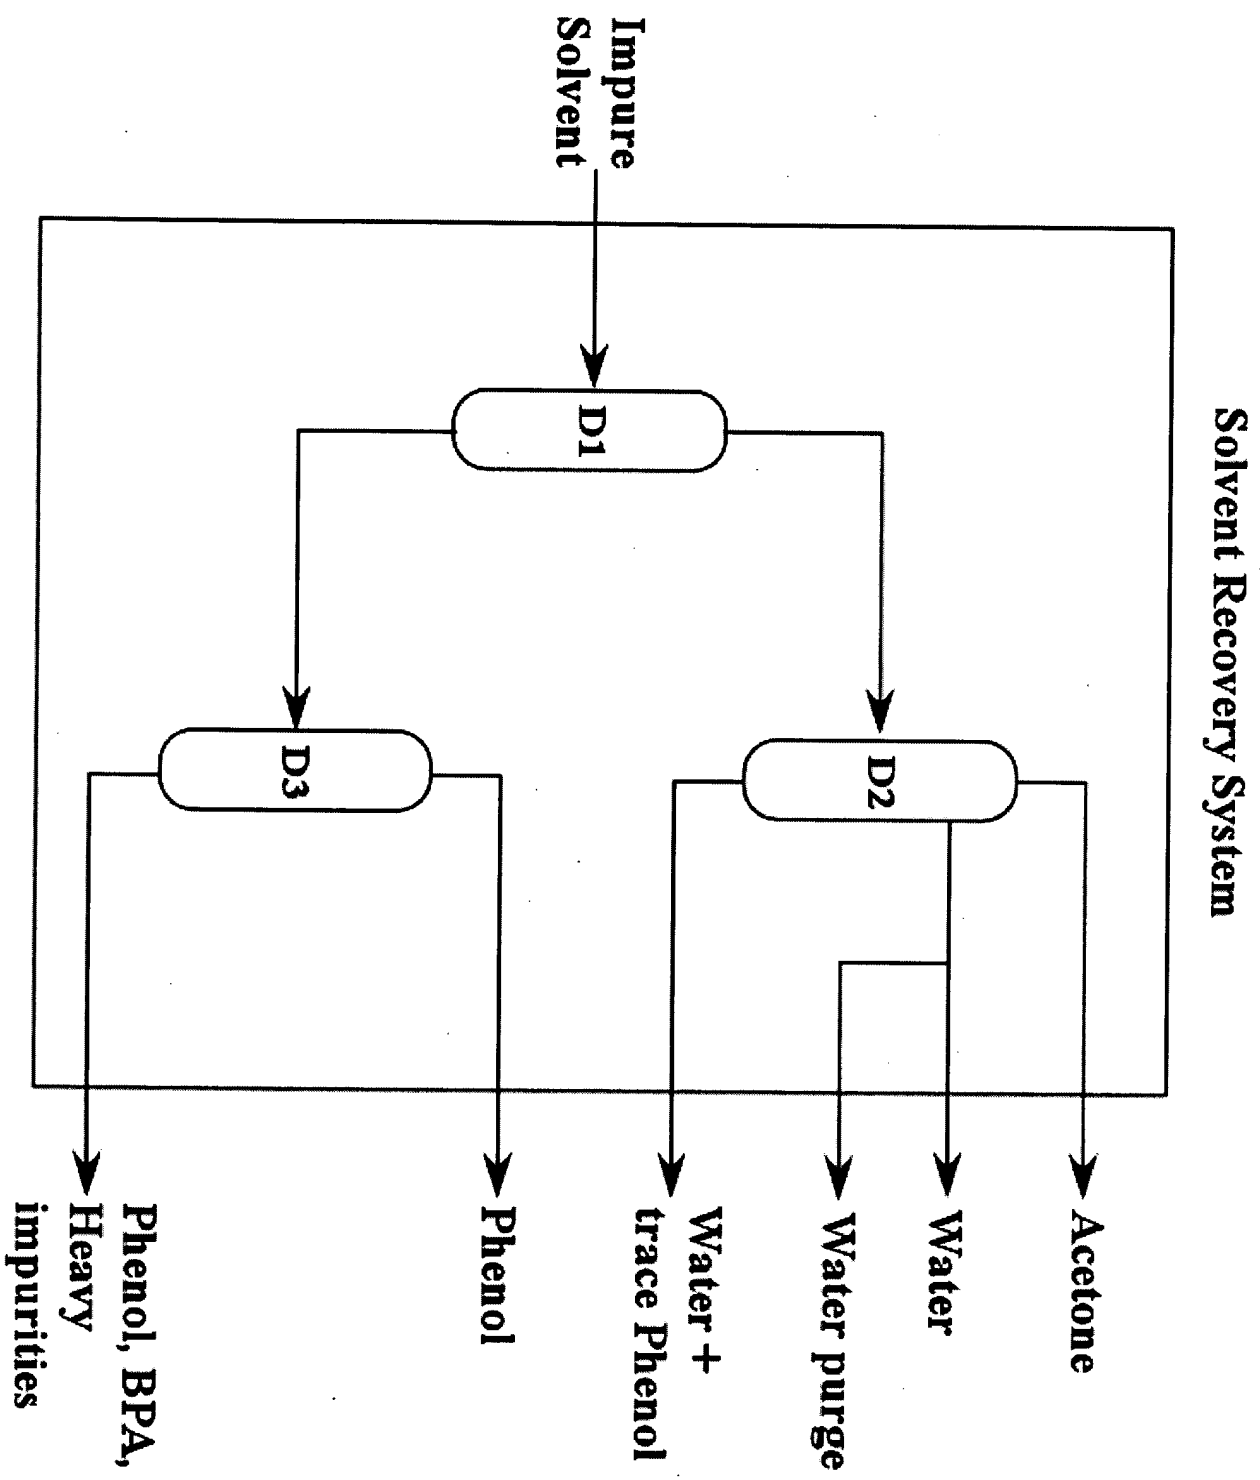 Solvent Recovery System
Impure
Solvent
D1
D2
D3
Acetone
Water
Water purge
Water +
trace Phenol
Phenol
Phenol, BPA,
Heavy
impurities